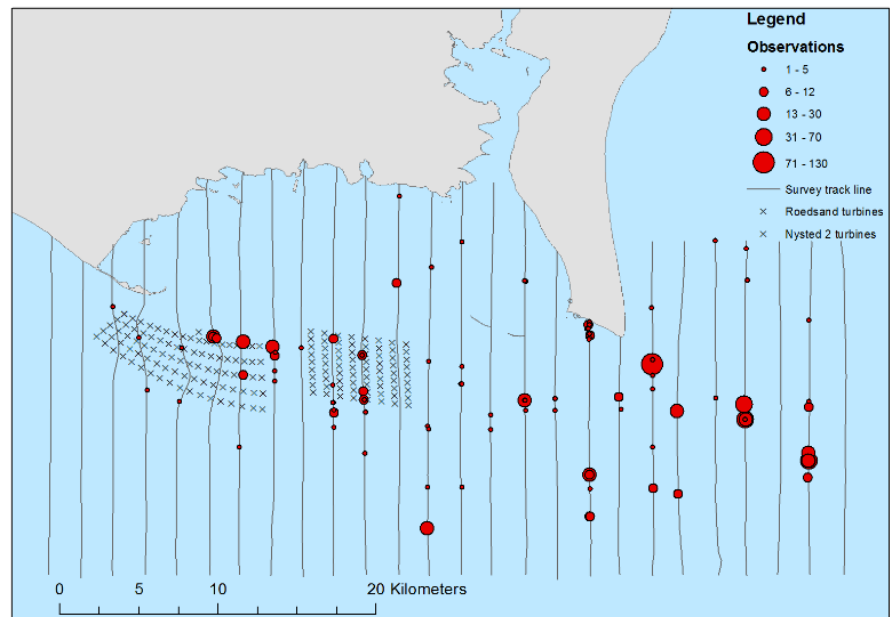 Legend
Observations
1 - 5
6 - 12
13 - 30
31 - 70
71 - 130
Survey track line
Roedsand turbines
Nysted 2 turbines
0 5 10 20 Kilometers